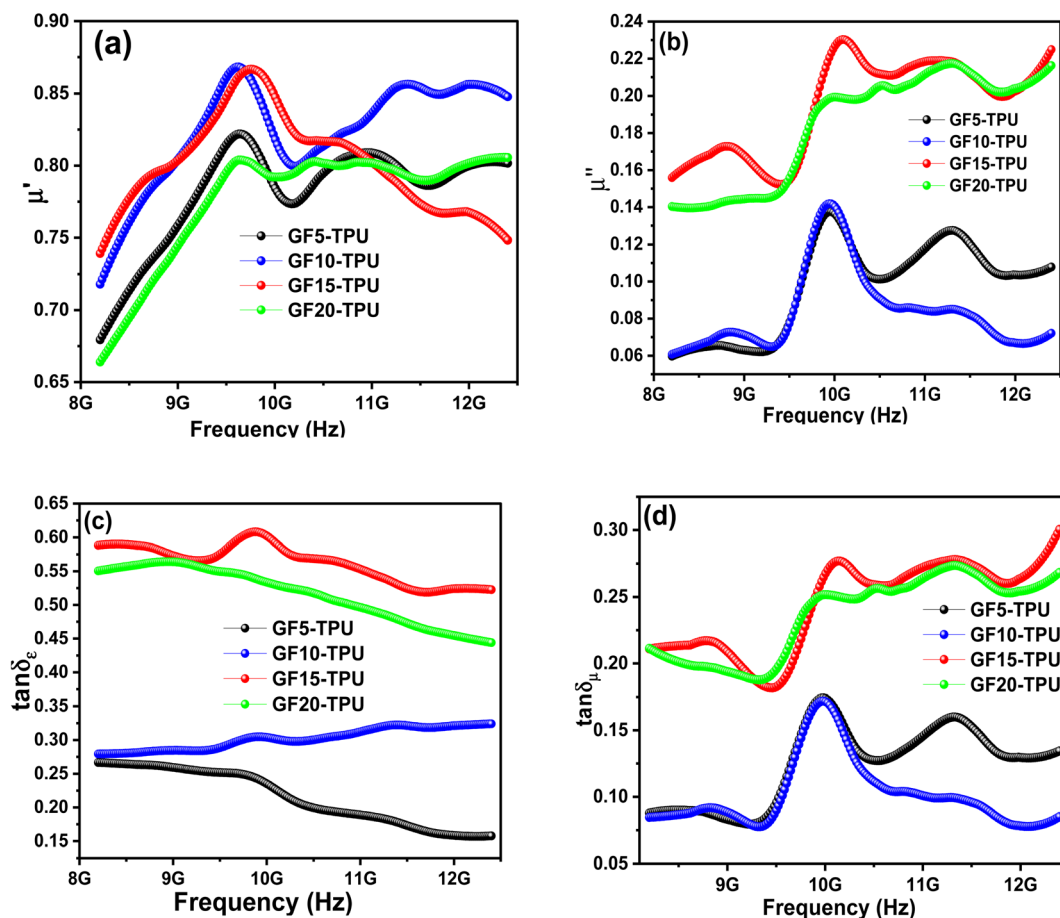 (a)
0.90
0.85
0.80
0.75
0.70
0.65
μ'
GF5-TPU
GF10-TPU
GF15-TPU
GF20-TPU
8G 9G 10G 11G 12G
Frequency (Hz)
(b)
0.22
0.20
0.18
0.16
0.14
0.12
0.10
0.08
0.06
μ''
GF5-TPU
GF10-TPU
GF15-TPU
GF20-TPU
8G 9G 10G 11G 12G
Frequency (Hz)
(c)
0.65
0.60
0.55
0.50
0.45
0.40
0.35
0.30
0.25
0.20
0.15
tanδε
GF5-TPU
GF10-TPU
GF15-TPU
GF20-TPU
8G 9G 10G 11G 12G
Frequency (Hz)
(d)
0.30
0.25
0.20
0.15
0.10
0.05
tanδμ
GF5-TPU
GF10-TPU
GF15-TPU
GF20-TPU
9G 10G 11G 12G
Frequency (Hz)